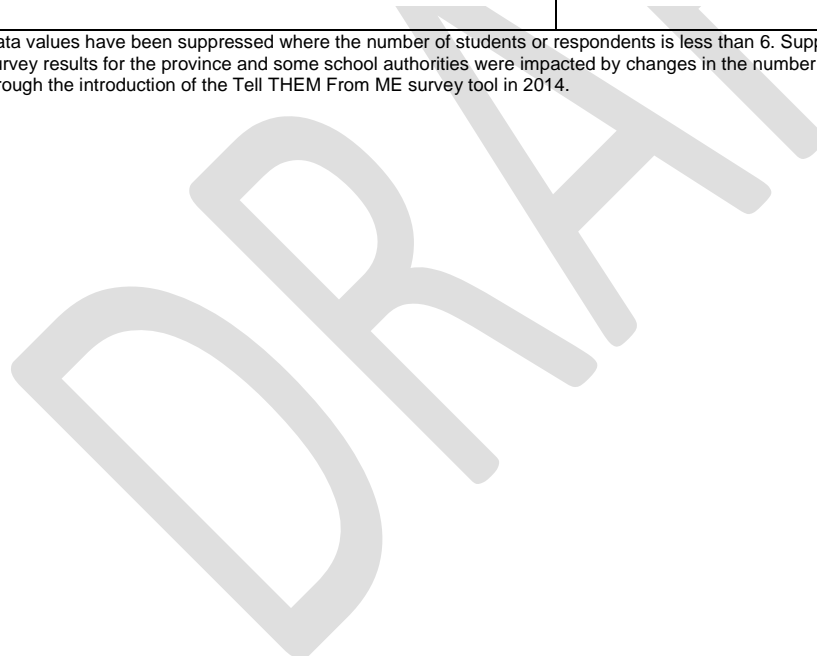 ata values have been suppressed where the number of students or respondents is less than 6. Supp
urvey results for the province and some school authorities were impacted by changes in the number
rough the introduction of the Tell THEM From ME survey tool in 2014.
DRA